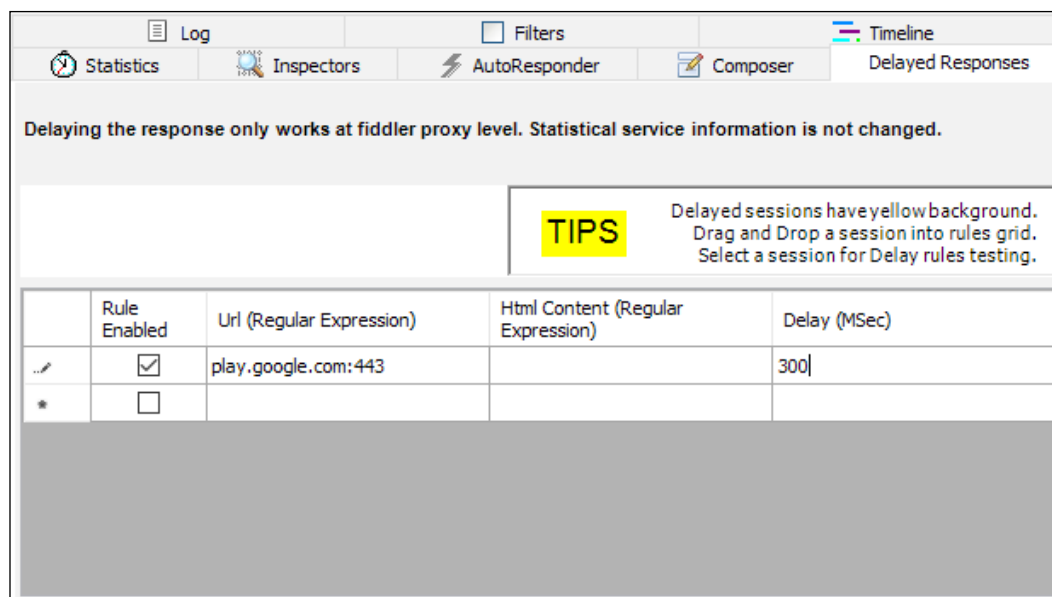 Log
Filters
Timeline
Statistics
Inspectors
AutoResponder
Composer
Delayed Responses
Delaying the response only works at fiddler proxy level. Statistical service information is not changed.
TIPS
Delayed sessions have yellow background.
Drag and Drop a session into rules grid.
Select a session for Delay rules testing.
Rule
Enabled
Url (Regular Expression)
Html Content (Regular
Expression)
Delay (MSec)
play.google.com:443
300